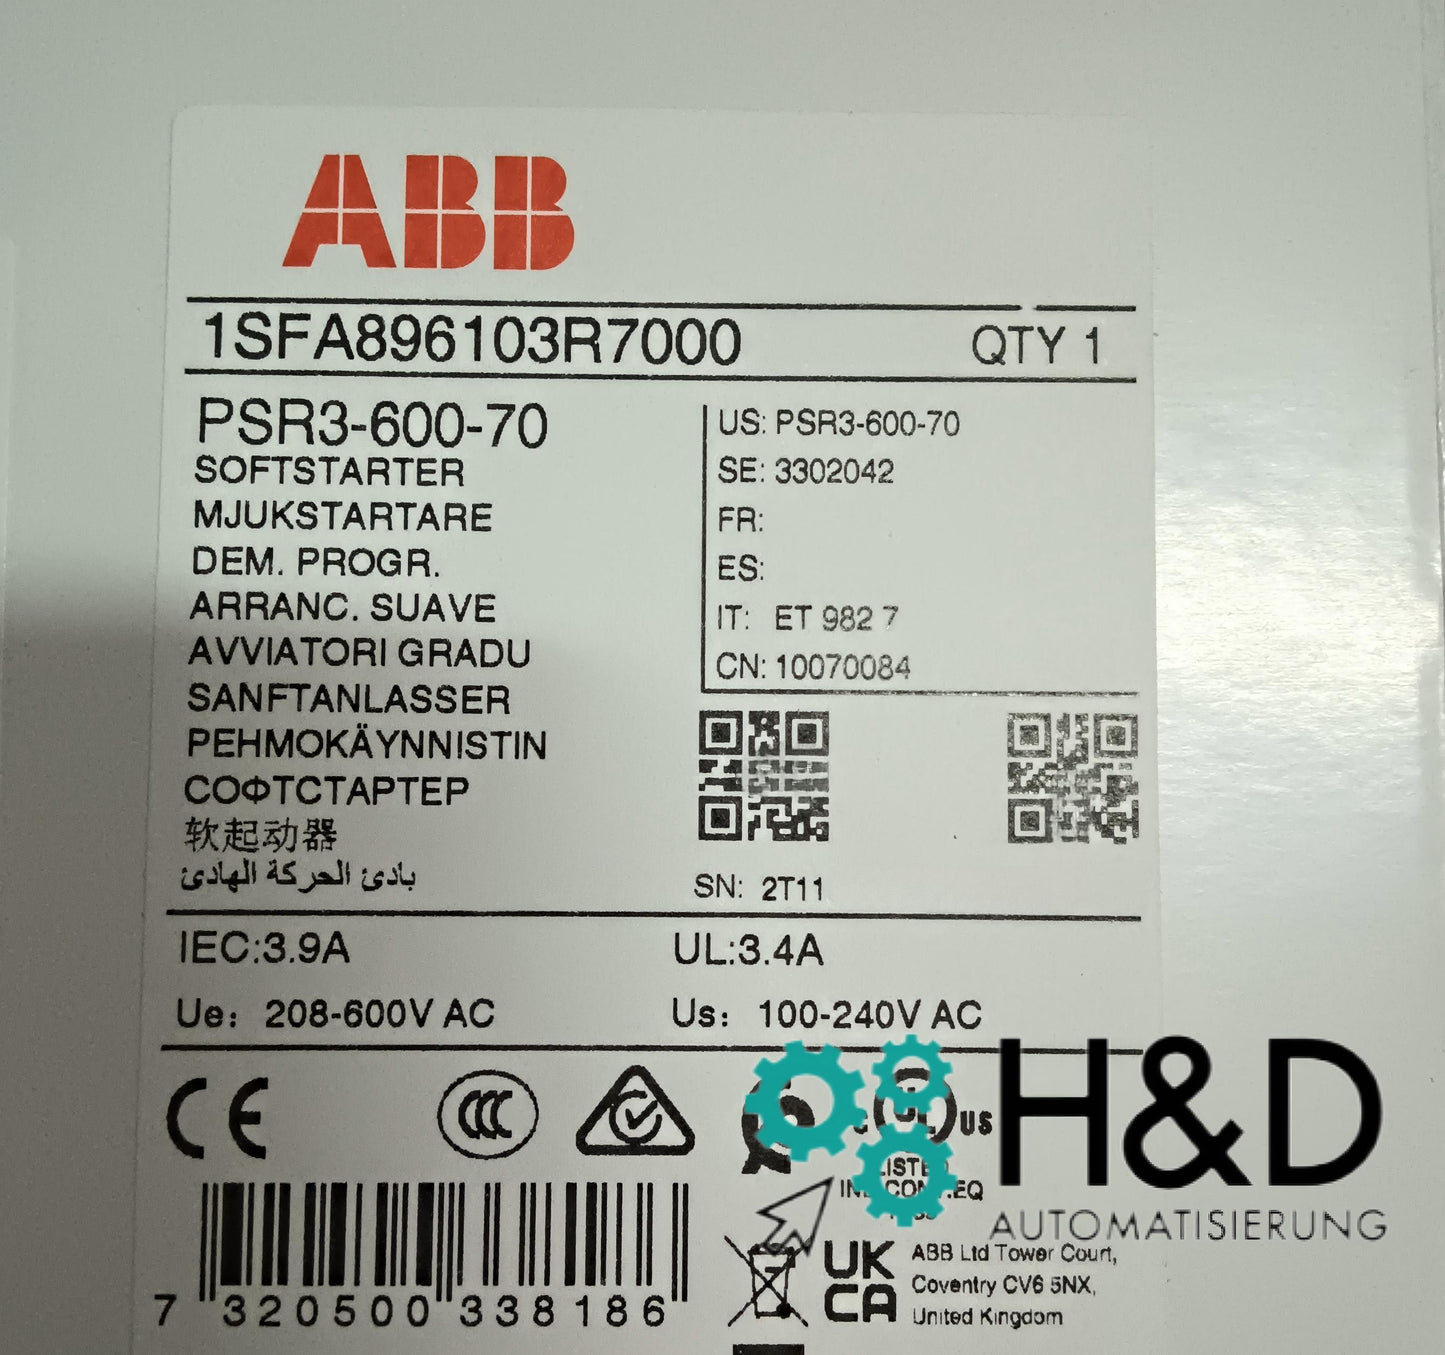 ABB
1SFA896103R7000 QTY 1
PSR3-600-70
SOFTSTARTER
MJUKSTARTARE
DEM. PROGR.
ARRANC. SUAVE
AVVIATORI GRADU
SANFTANLASSER
PEHMOKÄYNNISTIN
СОФТСТАРТЕР
软起动器
بادئ الحركة الهادئ
US: PSR3-600-70
SE: 3302042
FR:
ES:
IT: ET 982 7
CN: 10070084
SN: 2T11
IEC:3.9A UL:3.4A
Ue: 208-600V AC Us: 100-240V AC
CE
CCC
US
H&D
AUTOMATISIERUNG
UK
CA
ABB Ltd Tower Court,
Coventry CV6 5NX,
United Kingdom
7 320500 338186